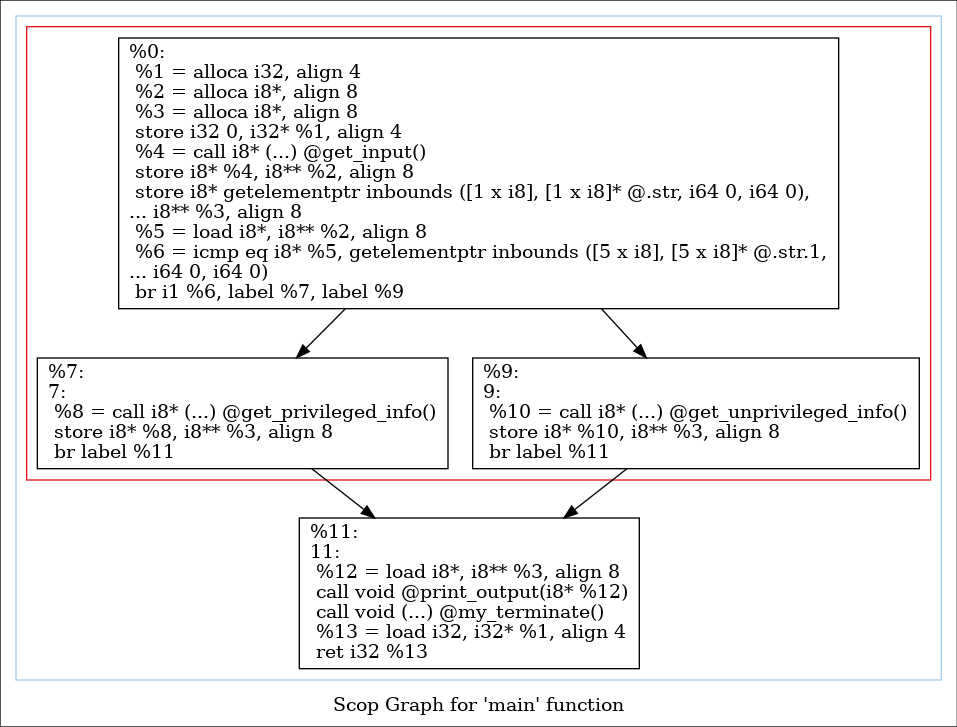 %0:
%1 = alloca i32, align 4
%2 = alloca i8*, align 8
%3 = alloca i8*, align 8
store i32 0, i32* %1, align 4
%4 = call i8* (...) @get_input()
store i8* %4, i8** %2, align 8
store i8* getelementptr inbounds ([1 x i8], [1 x i8]* @.str, i64 0, i64 0),
... i8** %3, align 8
%5 = load i8*, i8** %2, align 8
%6 = icmp eq i8* %5, getelementptr inbounds ([5 x i8], [5 x i8]* @.str.1,
... i64 0, i64 0)
br i1 %6, label %7, label %9
%7:
7:
%8 = call i8* (...) @get_privileged_info()
store i8* %8, i8** %3, align 8
br label %11
%9:
9:
%10 = call i8* (...) @get_unprivileged_info()
store i8* %10, i8** %3, align 8
br label %11
%11:
11:
%12 = load i8*, i8** %3, align 8
call void @print_output(i8* %12)
call void (...) @my_terminate()
%13 = load i32, i32* %1, align 4
ret i32 %13
Scop Graph for 'main' function